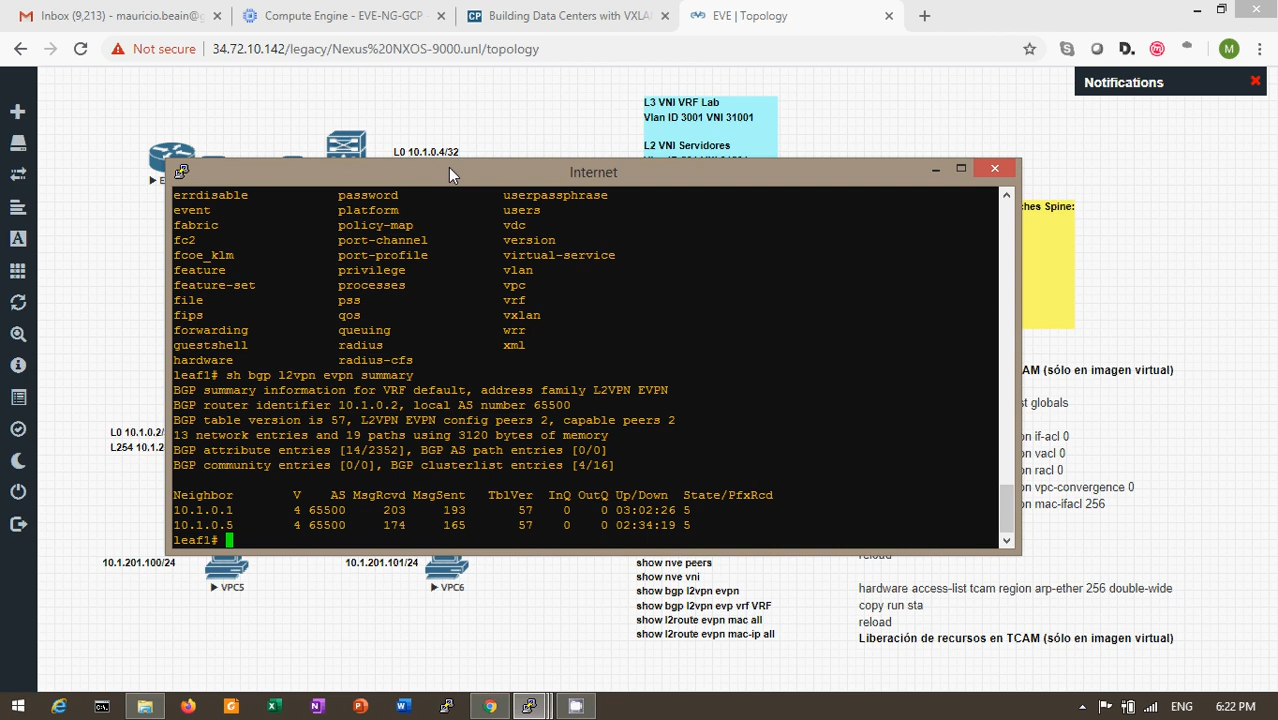 Inbox (9,213) - mauricio.beain@g
Compute Engine - EVE-NG-GCP -
Building Data Centers with VXLA
EVE | Topology
Not secure
34.72.10.142/legacy/Nexus%20NXOS-9000.unl/topology
M
Notifications
L3 VNI VRF Lab
Vlan ID 3001 VNI 31001
L2 VNI Servidores
L0 10.1.0.4/32
Internet
ches Spine:
errdisable password userpassphrase
event platform users
fabric policy-map vdc
fc2 port-channel version
fcoe_klm port-profile virtual-service
feature privilege vlan
feature-set processes vpc
file pss vrf
fips qos vxlan
forwarding queuing wrr
guestshell radius xml
hardware radius-cfs
leaf1# sh bgp l2vpn evpn summary
BGP summary information for VRF default, address family L2VPN EVPN
BGP router identifier 10.1.0.2, local AS number 65500
BGP table version is 57, L2VPN EVPN config peers 2, capable peers 2
13 network entries and 19 paths using 3120 bytes of memory
BGP attribute entries [14/2352], BGP AS path entries [0/0]
BGP community entries [0/0], BGP clusterlist entries [4/16]
Neighbor V AS MsgRcvd MsgSent TblVer InQ OutQ Up/Down State/PfxRcd
10.1.0.1 4 65500 203 193 57 0 0 03:02:26 5
10.1.0.5 4 65500 174 165 57 0 0 02:34:19 5
leaf1#
L0 10.1.0.2/
L254 10.1.2
CAM (sólo en imagen virtual)
st globals
on if-acl 0
on vacl 0
on racl 0
on vpc-convergence 0
on mac-ifacl 256
reload
10.1.201.100/24
VPC5
10.1.201.101/24
VPC6
show nve peers
show nve vni
show bgp l2vpn evpn
show bgp l2vpn evp vrf VRF
show l2route evpn mac all
show l2route evpn mac-ip all
hardware access-list tcam region arp-ether 256 double-wide
copy run sta
reload
Liberación de recursos en TCAM (sólo en imagen virtual)
ENG
6:22 PM